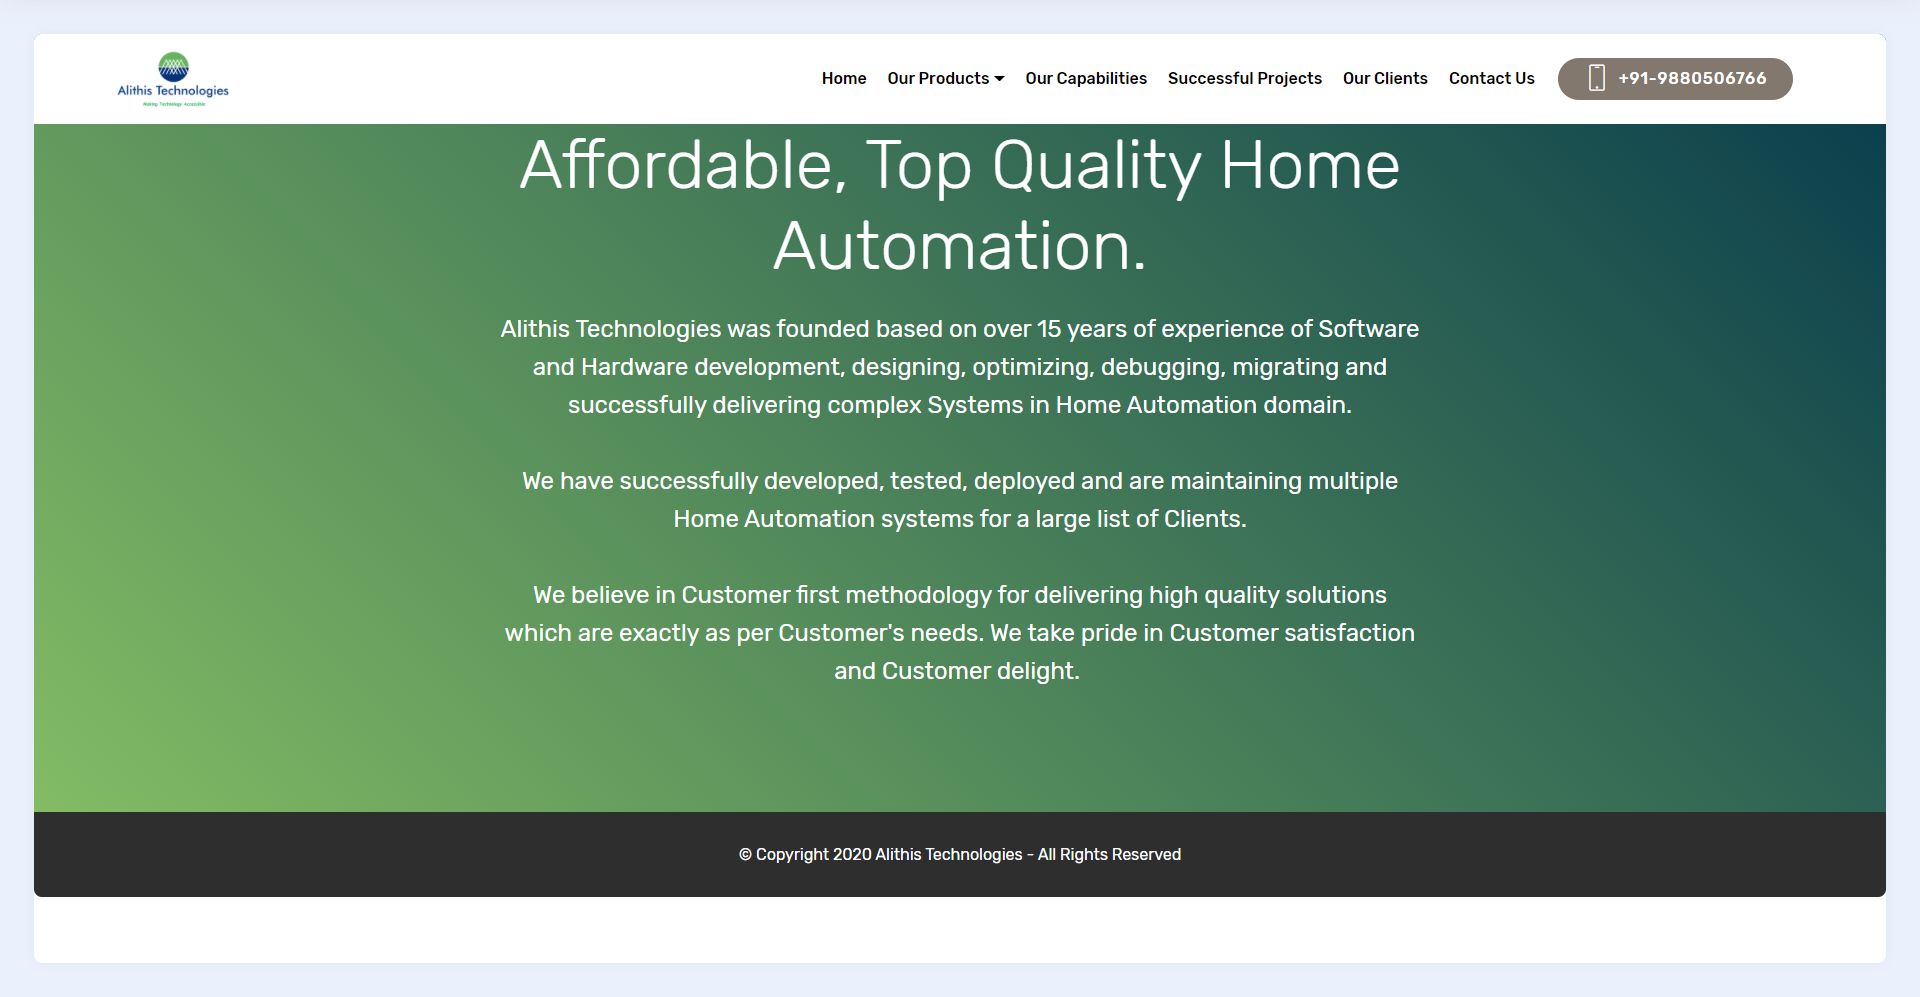 Alithis Technologies
Making Technology Accessible
Home Our Products Our Capabilities Successful Projects Our Clients Contact Us +91-9880506766
Affordable, Top Quality Home
Automation.
Alithis Technologies was founded based on over 15 years of experience of Software
and Hardware development, designing, optimizing, debugging, migrating and
successfully delivering complex Systems in Home Automation domain.
We have successfully developed, tested, deployed and are maintaining multiple
Home Automation systems for a large list of Clients.
We believe in Customer first methodology for delivering high quality solutions
which are exactly as per Customer's needs. We take pride in Customer satisfaction
and Customer delight.
© Copyright 2020 Alithis Technologies - All Rights Reserved